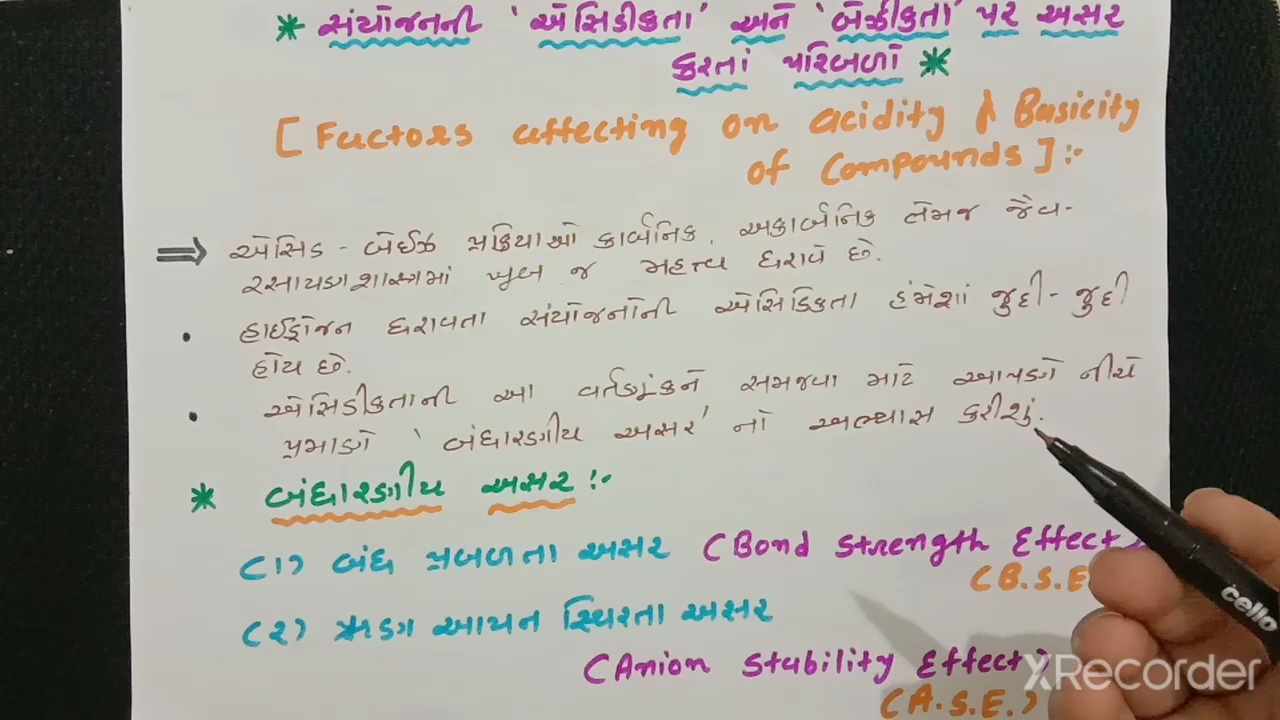 * સંયોજનની 'એસિડીકતા' અને 'બેઝીકતા' પર અસર
કરતાં પરિબળો *
[ Factors affecting on acidity & Basicity
of Compounds ] :-
⇒ એસિડ - બેઈઝ પ્રક્રિયાઓ કાર્બનિક, અકાર્બનિક તેમજ જૈવ-
રસાયણશાસ્ત્રમાં ખૂબ જ મહત્વ ધરાવે છે.
• હાઈડ્રોજન ધરાવતા સંયોજનોની એસિડિકતા હંમેશાં જુદી - જુદી
હોય છે.
• એસિડીકતાની આ વર્તણૂંકને સમજવા માટે આપણે નીચે
પ્રમાણે 'બંધારણીય અસર' નો અભ્યાસ કરીશું.
* બંધારણીય અસર :-
(૧) બંધ પ્રબળતા અસર (Bond Strength Effect)
(B.S.E
(૨) ઋણ આયન સ્થિરતા અસર
(Anion Stability Effect)
(A.S.E.)
XRecorder
cello